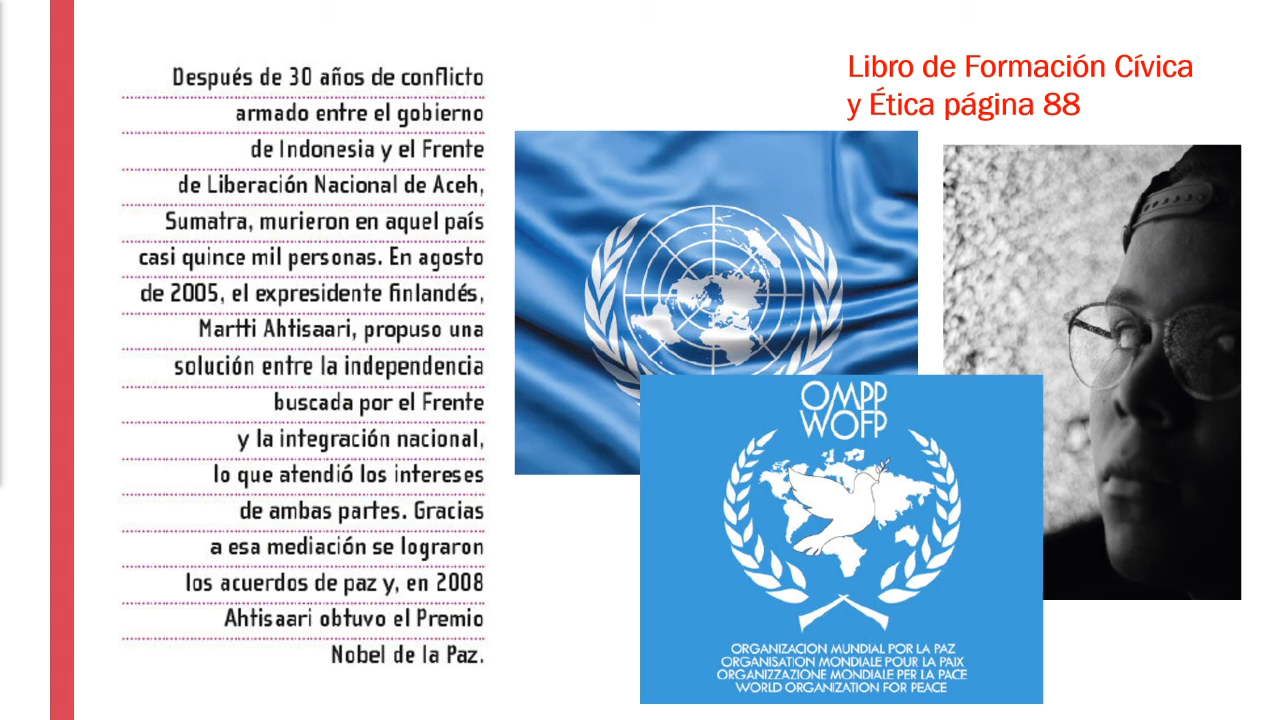 Después de 30 años de conflicto
armado entre el gobierno
de Indonesia y el Frente
de Liberación Nacional de Aceh,
Sumatra, murieron en aquel país
casi quince mil personas. En agosto
de 2005, el expresidente finlandés,
Martti Ahtisaari, propuso una
solución entre la independencia
buscada por el Frente
y la integración nacional,
lo que atendió los intereses
de ambas partes. Gracias
a esa mediación se lograron
los acuerdos de paz y, en 2008
Ahtisaari obtuvo el Premio
Nobel de la Paz.
Libro de Formación Cívica
y Ética página 88
OMPP
WOFP
ORGANIZACION MUNDIAL POR LA PAZ
ORGANISATION MONDIALE POUR LA PAIX
ORGANIZZAZIONE MONDIALE PER LA PACE
WORLD ORGANIZATION FOR PEACE